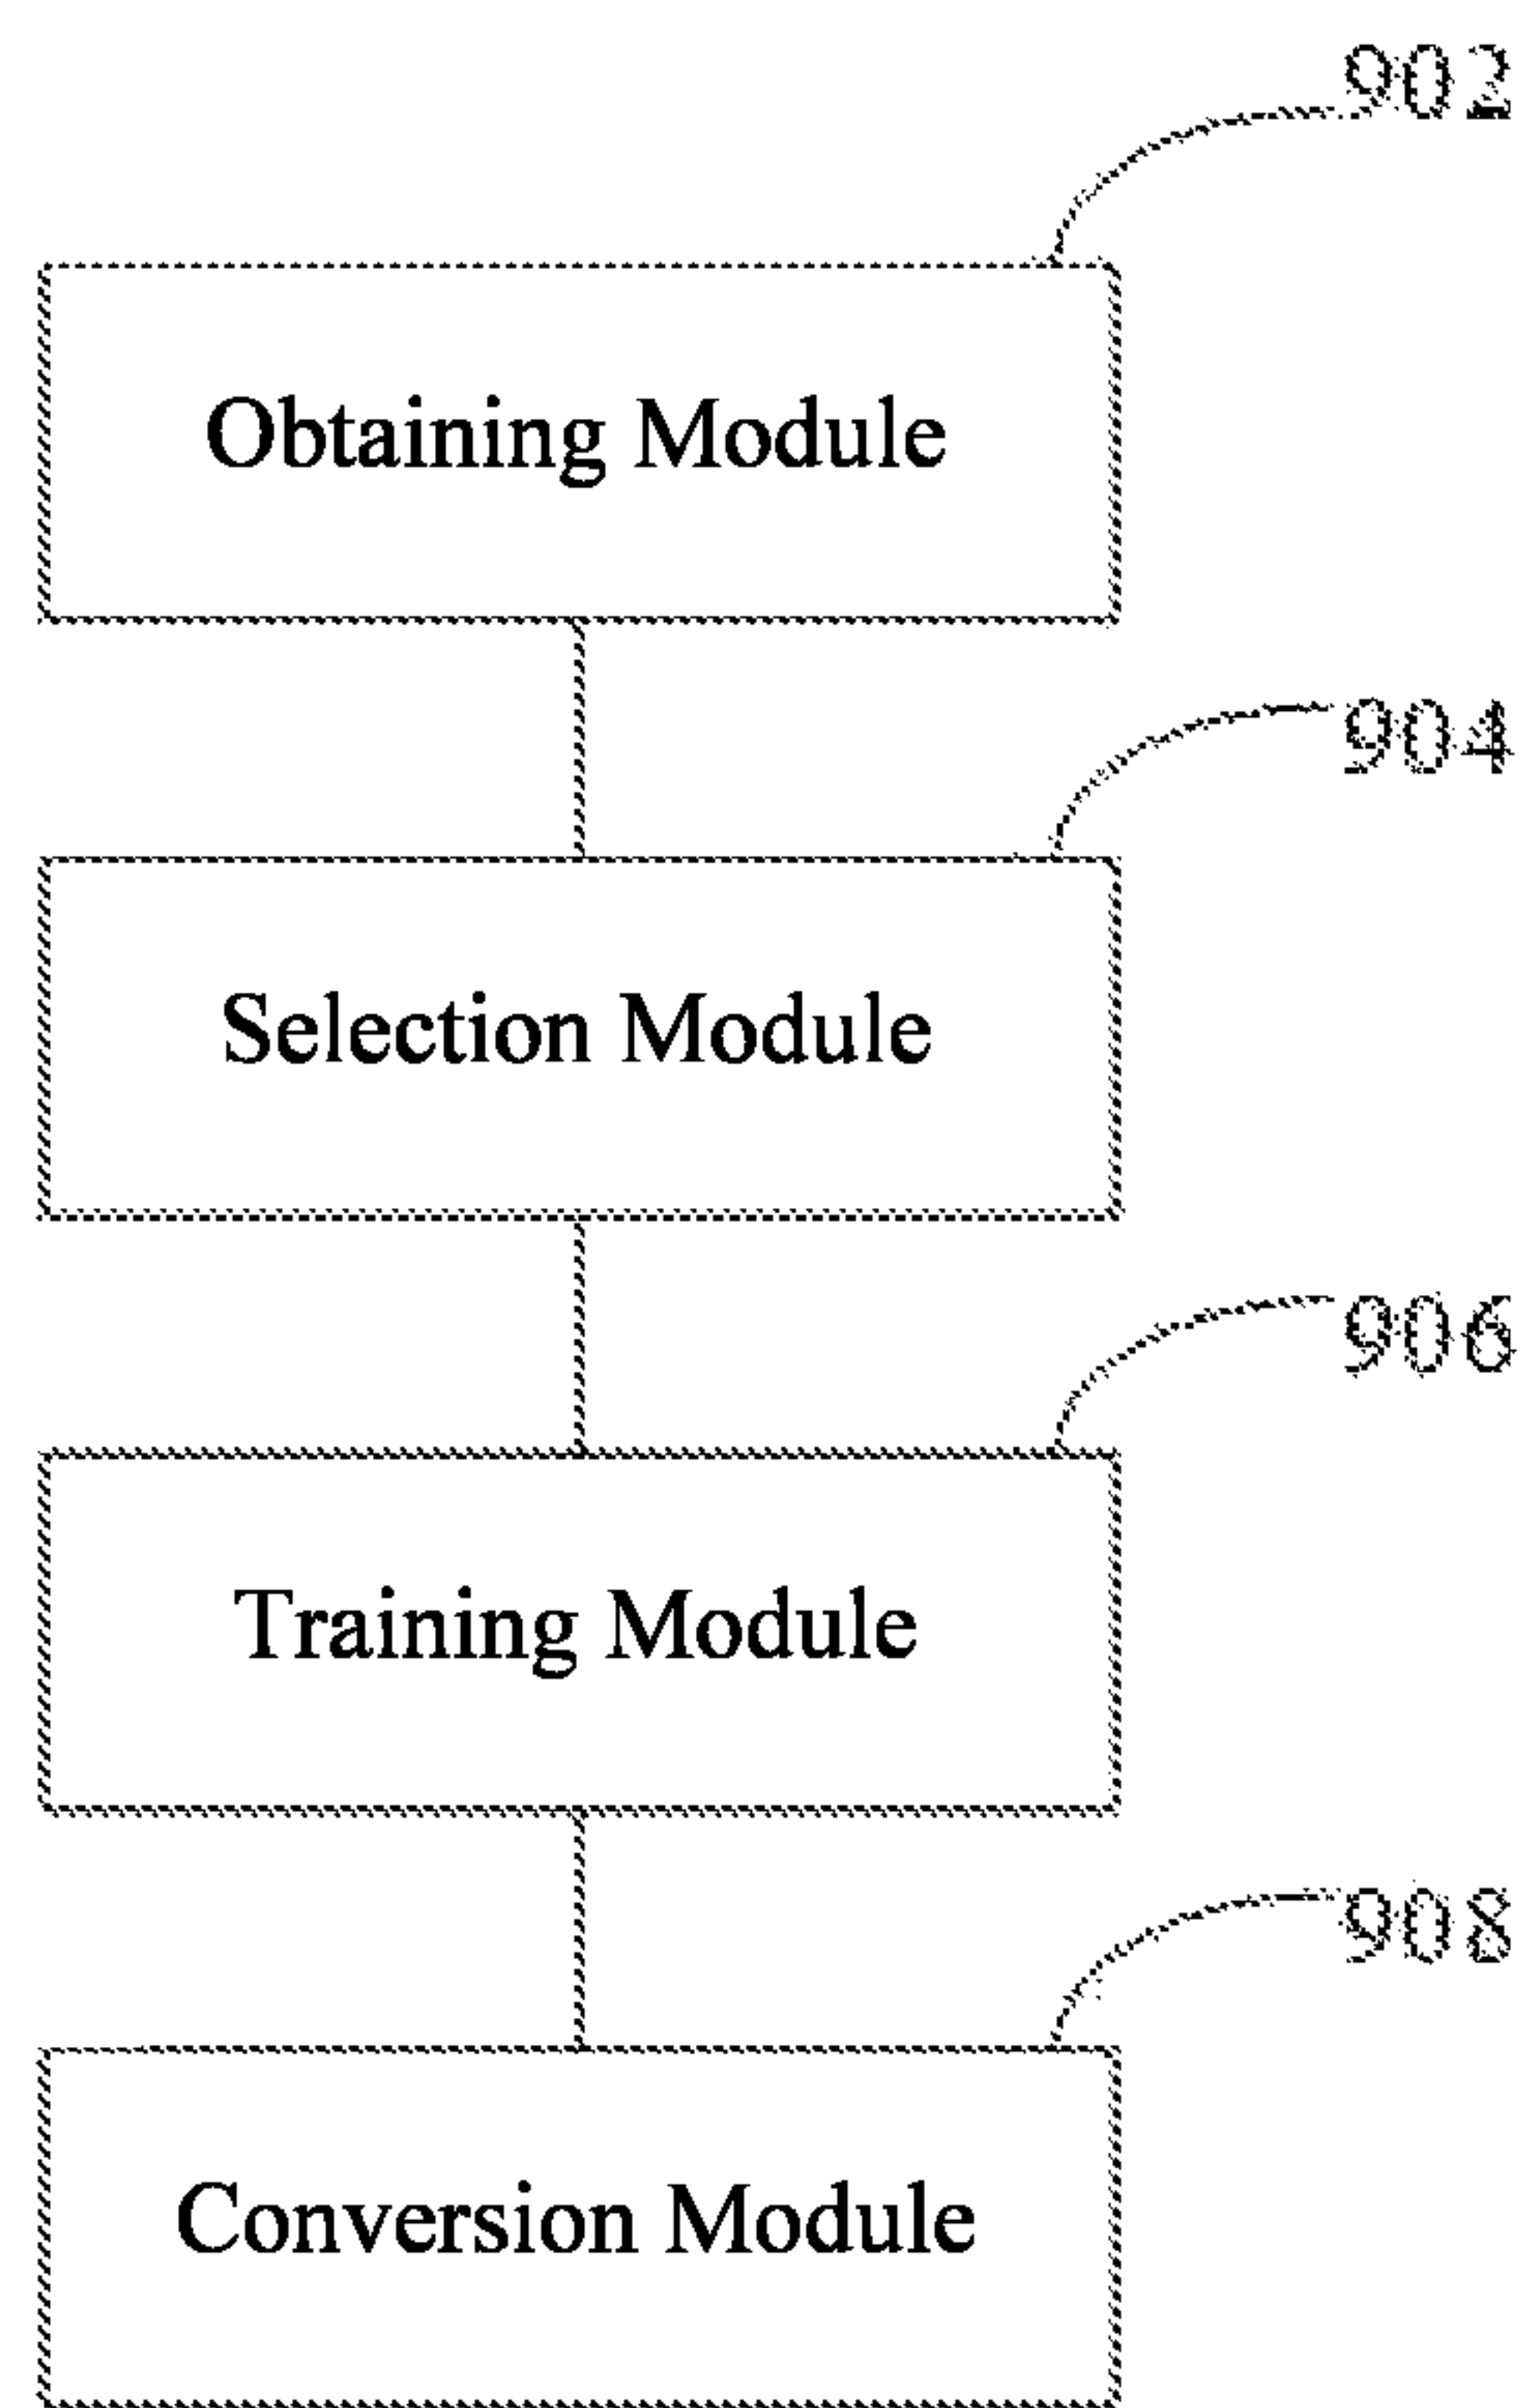 902
Obtaining Module
904
Selection Module
906
Training Module
908
Conversion Module